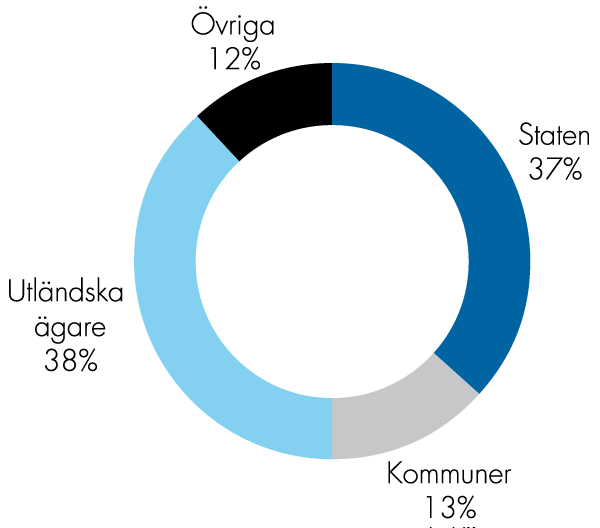 Övriga
12%
Staten
37%
Utländska
ägare
38%
Kommuner
13%